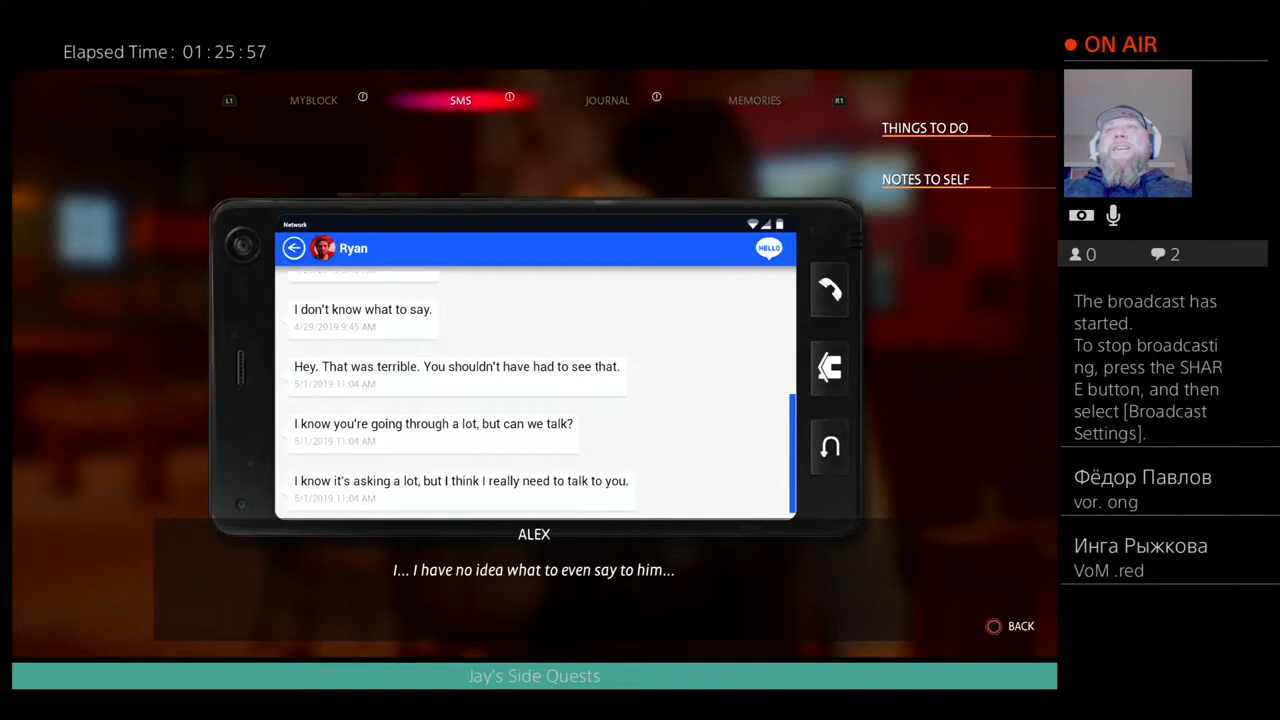 Elapsed Time: 01:25:57
ON AIR
L1
MYBLOCK
SMS
JOURNAL
MEMORIES
R1
THINGS TO DO
NOTES TO SELF
Network
Ryan
HELLO
I don't know what to say.
4/29/2019 9:45 AM
Hey. That was terrible. You shouldn't have had to see that.
5/1/2019 11:04 AM
I know you're going through a lot, but can we talk?
5/1/2019 11:04 AM
I know it's asking a lot, but I think I really need to talk to you.
5/1/2019 11:04 AM
ALEX
I... I have no idea what to even say to him...
BACK
Jay's Side Quests
0
2
The broadcast has
started.
To stop broadcasti
ng, press the SHAR
E button, and then
select [Broadcast
Settings].
Фёдор Павлов
vor. ong
Инга Рыжкова
VoM .red